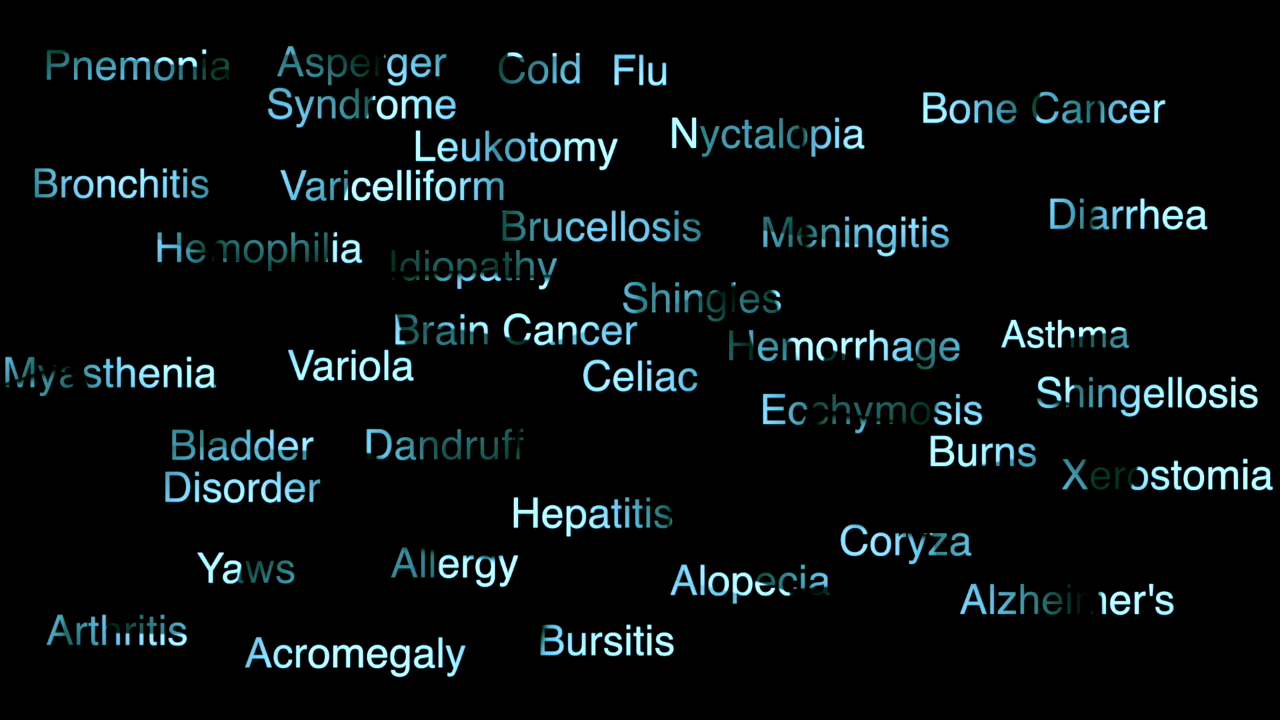 Pnemonia
Asperger
Syndrome
Cold
Flu
Bone Cancer
Nyctalopia
Leukotomy
Bronchitis
Varicelliform
Diarrhea
Brucellosis
Meningitis
Hemophilia
Idiopathy
Shingles
Brain Cancer
Asthma
Hemorrhage
Myasthenia
Variola
Celiac
Shingellosis
Ecchymosis
Bladder
Disorder
Dandruff
Burns
Xerostomia
Hepatitis
Coryza
Yaws
Allergy
Alopecia
Alzheimer's
Arthritis
Acromegaly
Bursitis